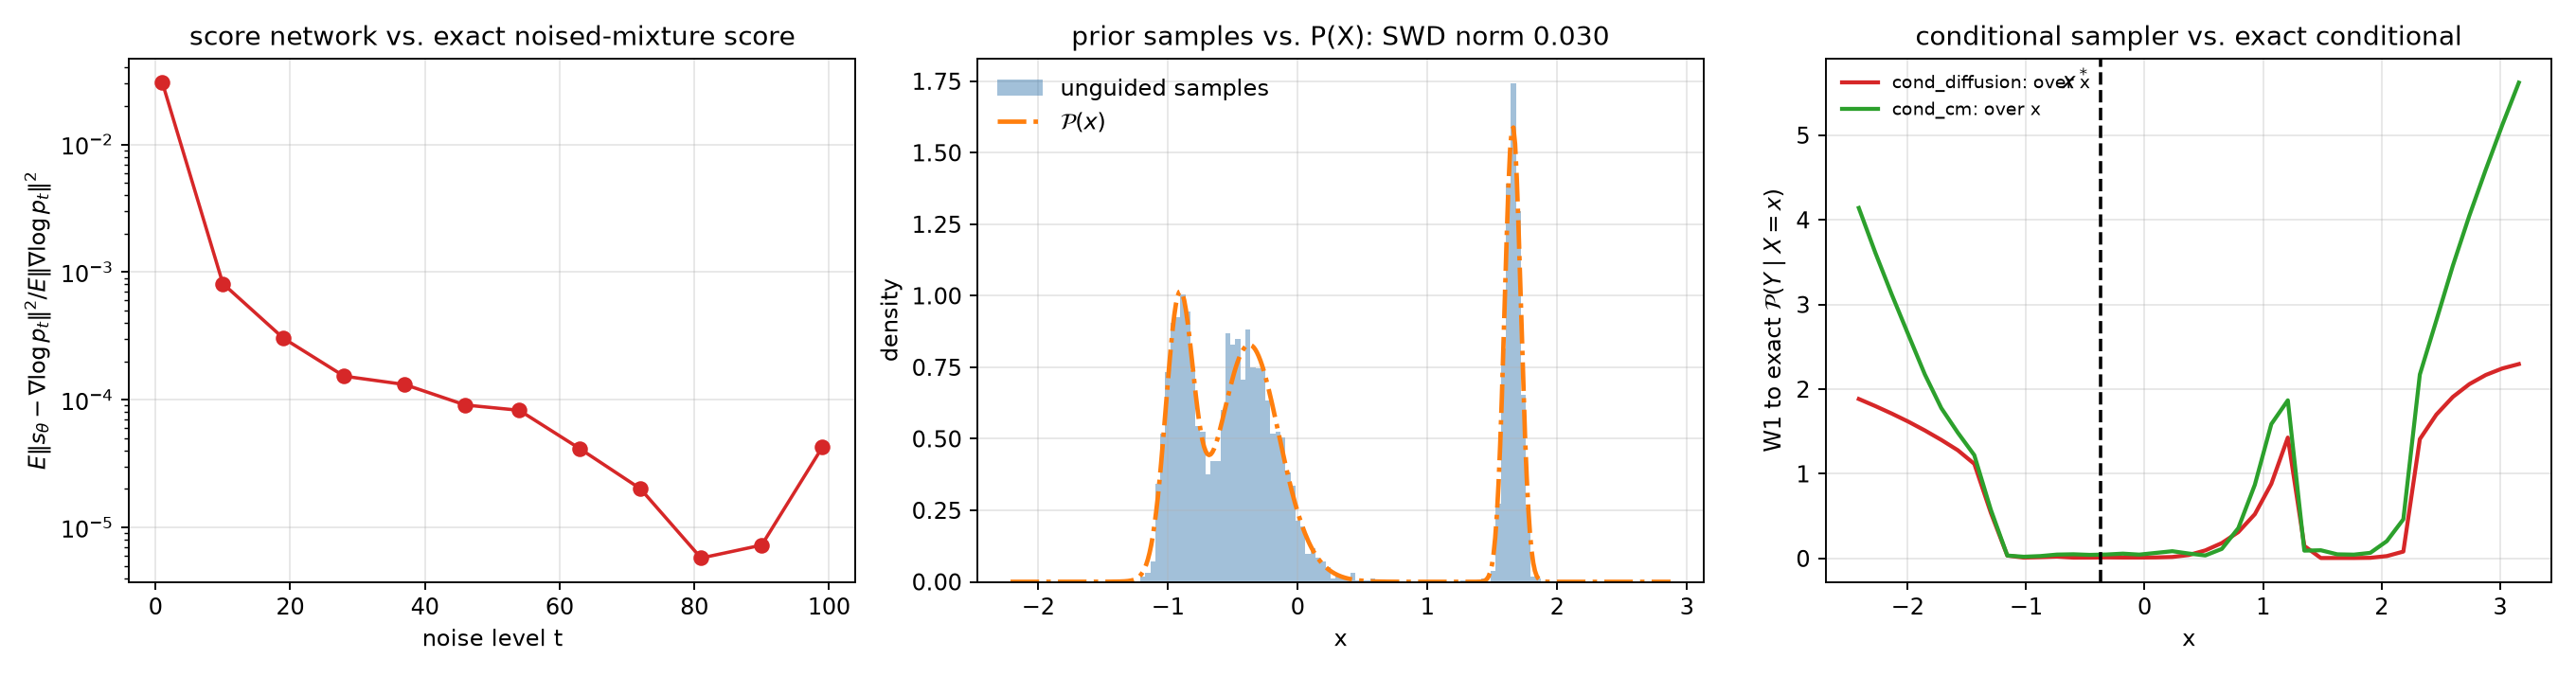 score network vs. exact noised-mixture score
E‖s_θ − ∇log p_t‖² / E‖∇log p_t‖²
10⁻²
10⁻³
10⁻⁴
10⁻⁵
0 20 40 60 80 100
noise level t
prior samples vs. P(X): SWD norm 0.030
unguided samples
𝒫(x)
density
1.75
1.50
1.25
1.00
0.75
0.50
0.25
0.00
−2 −1 0 1 2 3
x
conditional sampler vs. exact conditional
cond_diffusion: over x
cond_cm: over x
x*
W1 to exact 𝒫(Y | X = x)
5
4
3
2
1
0
−2 −1 0 1 2 3
x